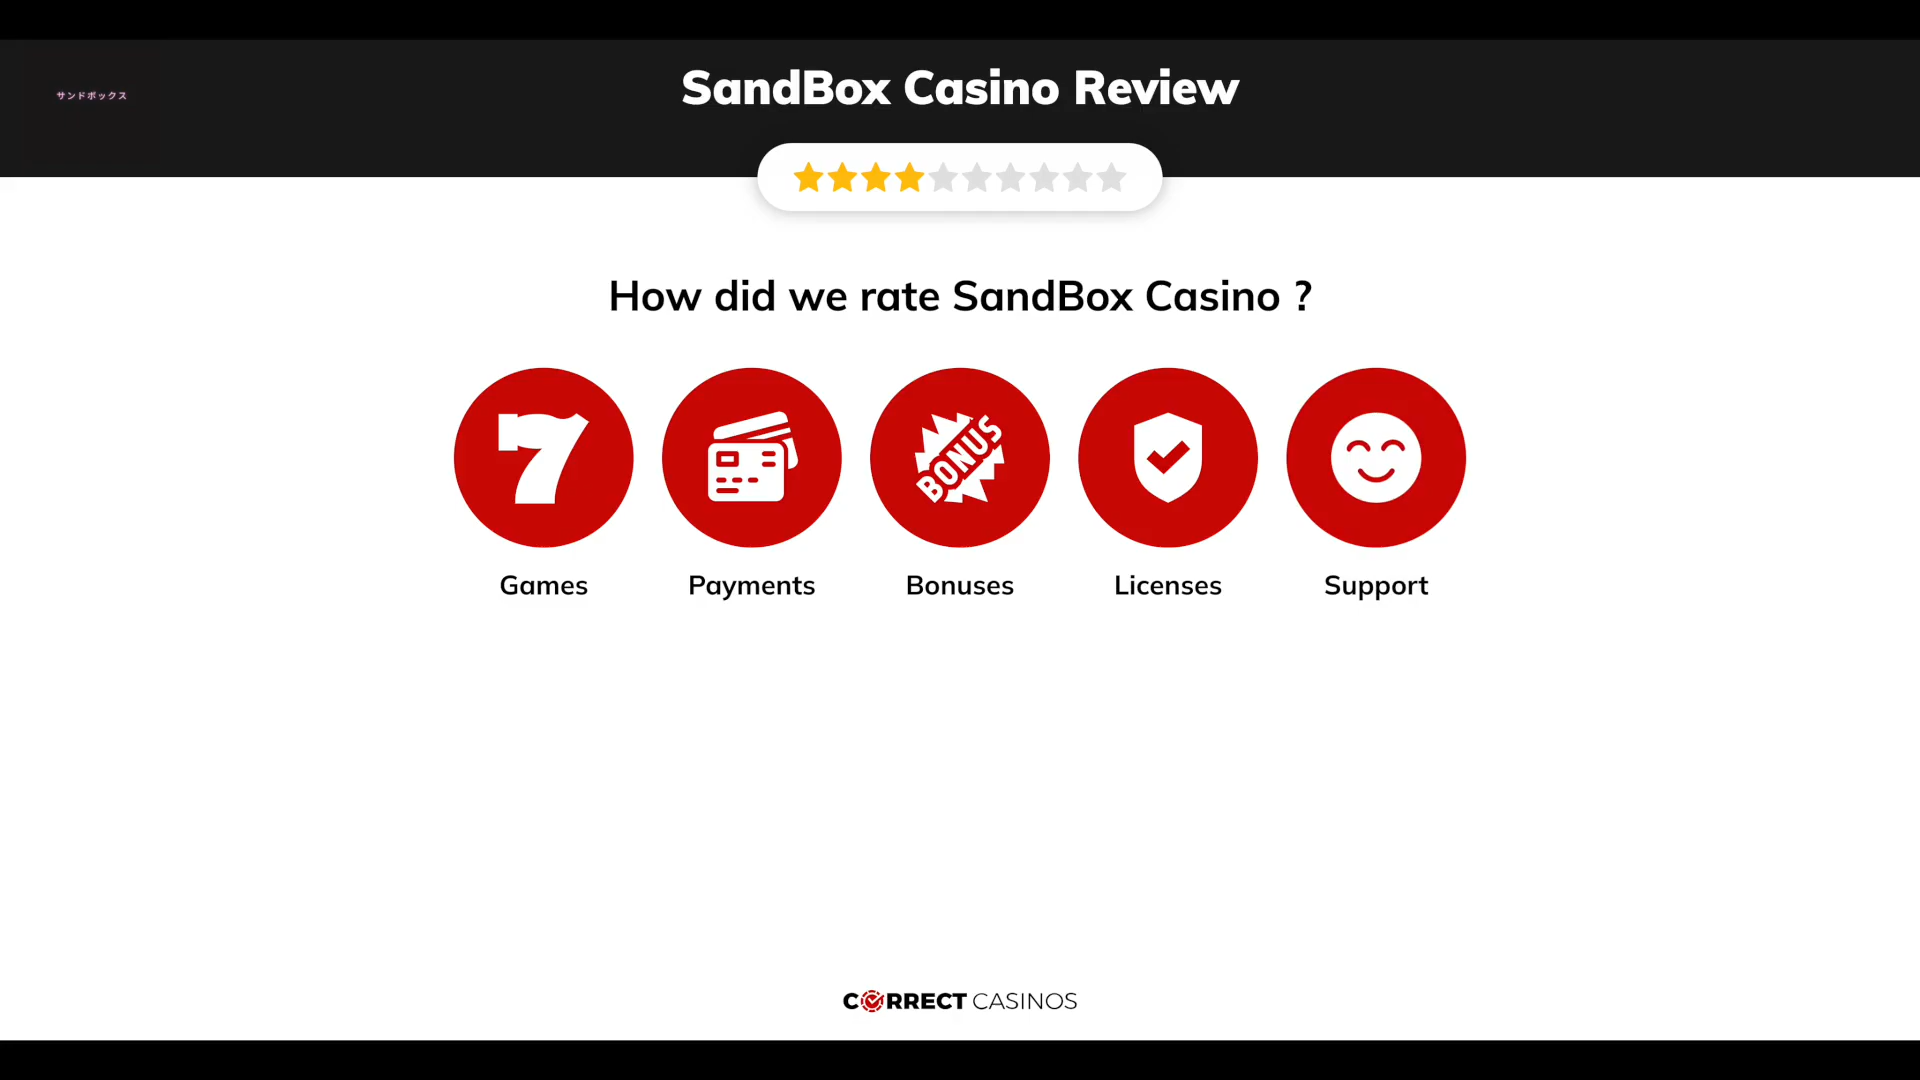 サンドボックス
SandBox Casino Review
How did we rate SandBox Casino ?
BONUS
Games
Payments
Bonuses
Licenses
Support
CORRECT CASINOS